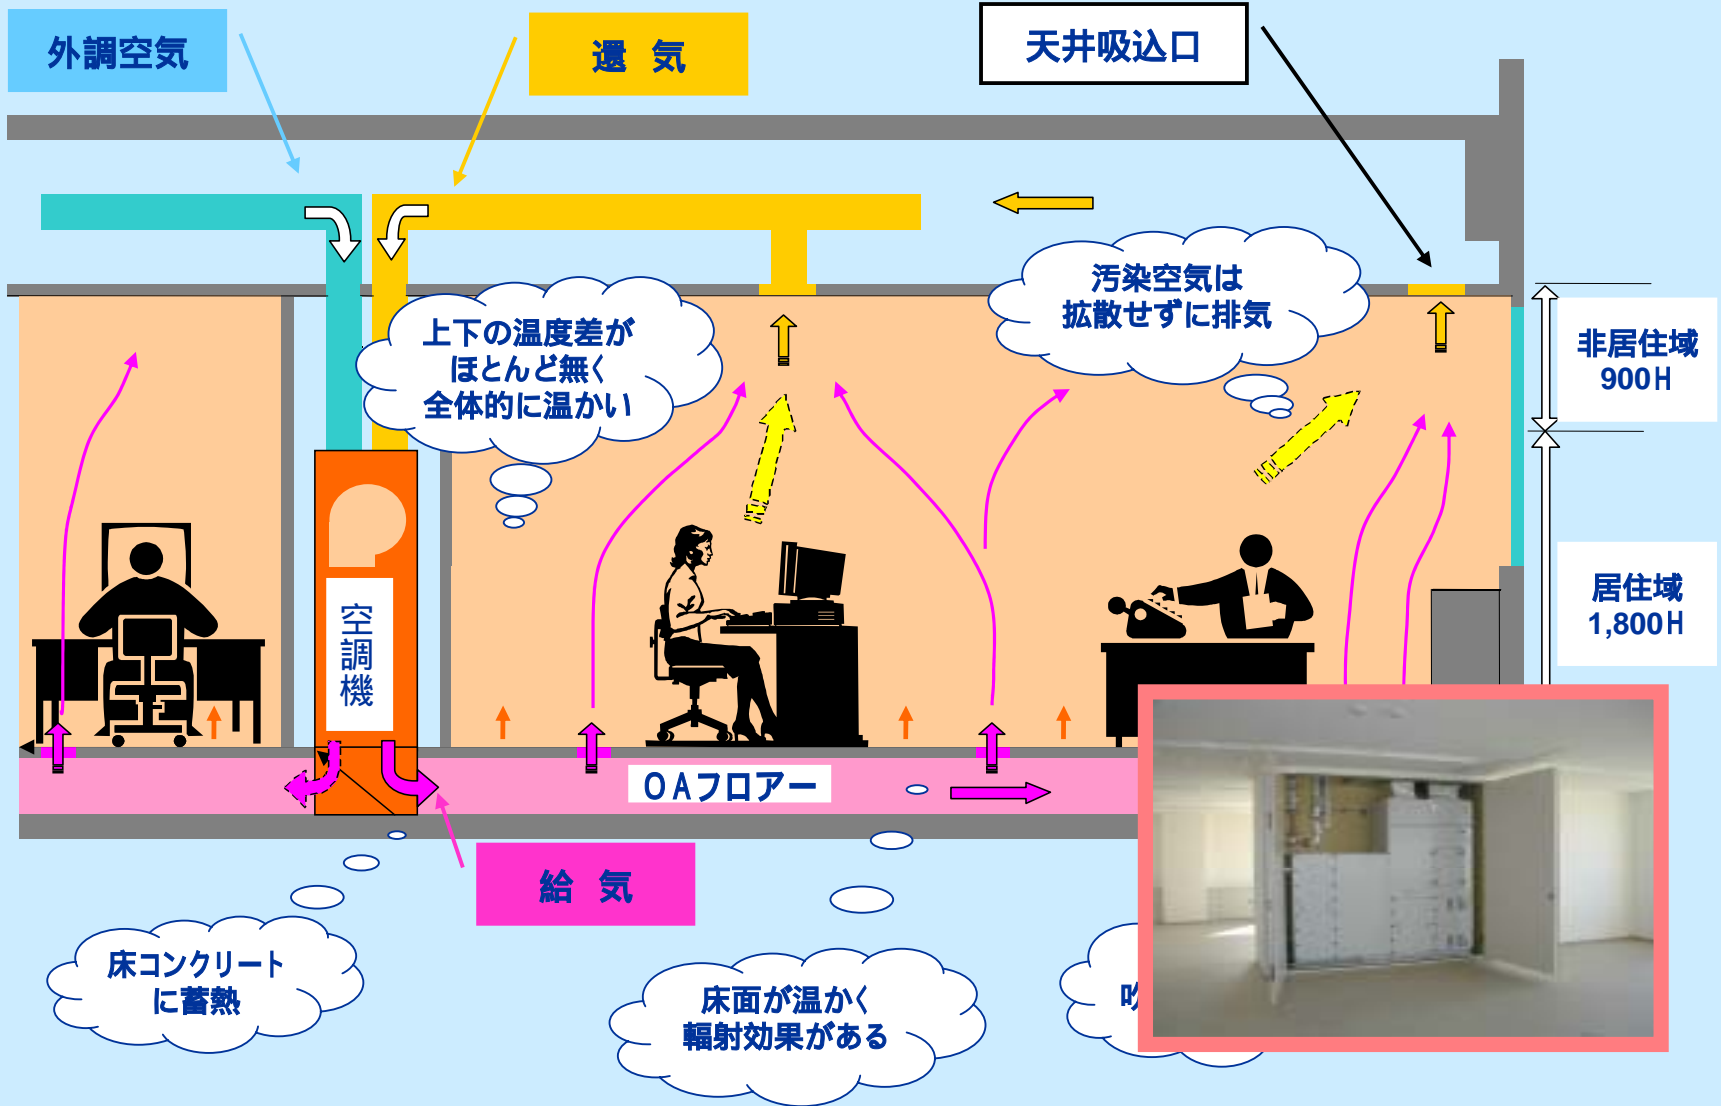 外調空気
還 気
天井吸込口
汚染空気は
拡散せずに排気
上下の温度差が
ほとんど無く
全体的に温かい
非居住域
900H
居住域
1,800H
空調機
OAフロアー
給 気
床コンクリート
に蓄熱
床面が温かく
輻射効果がある
吹